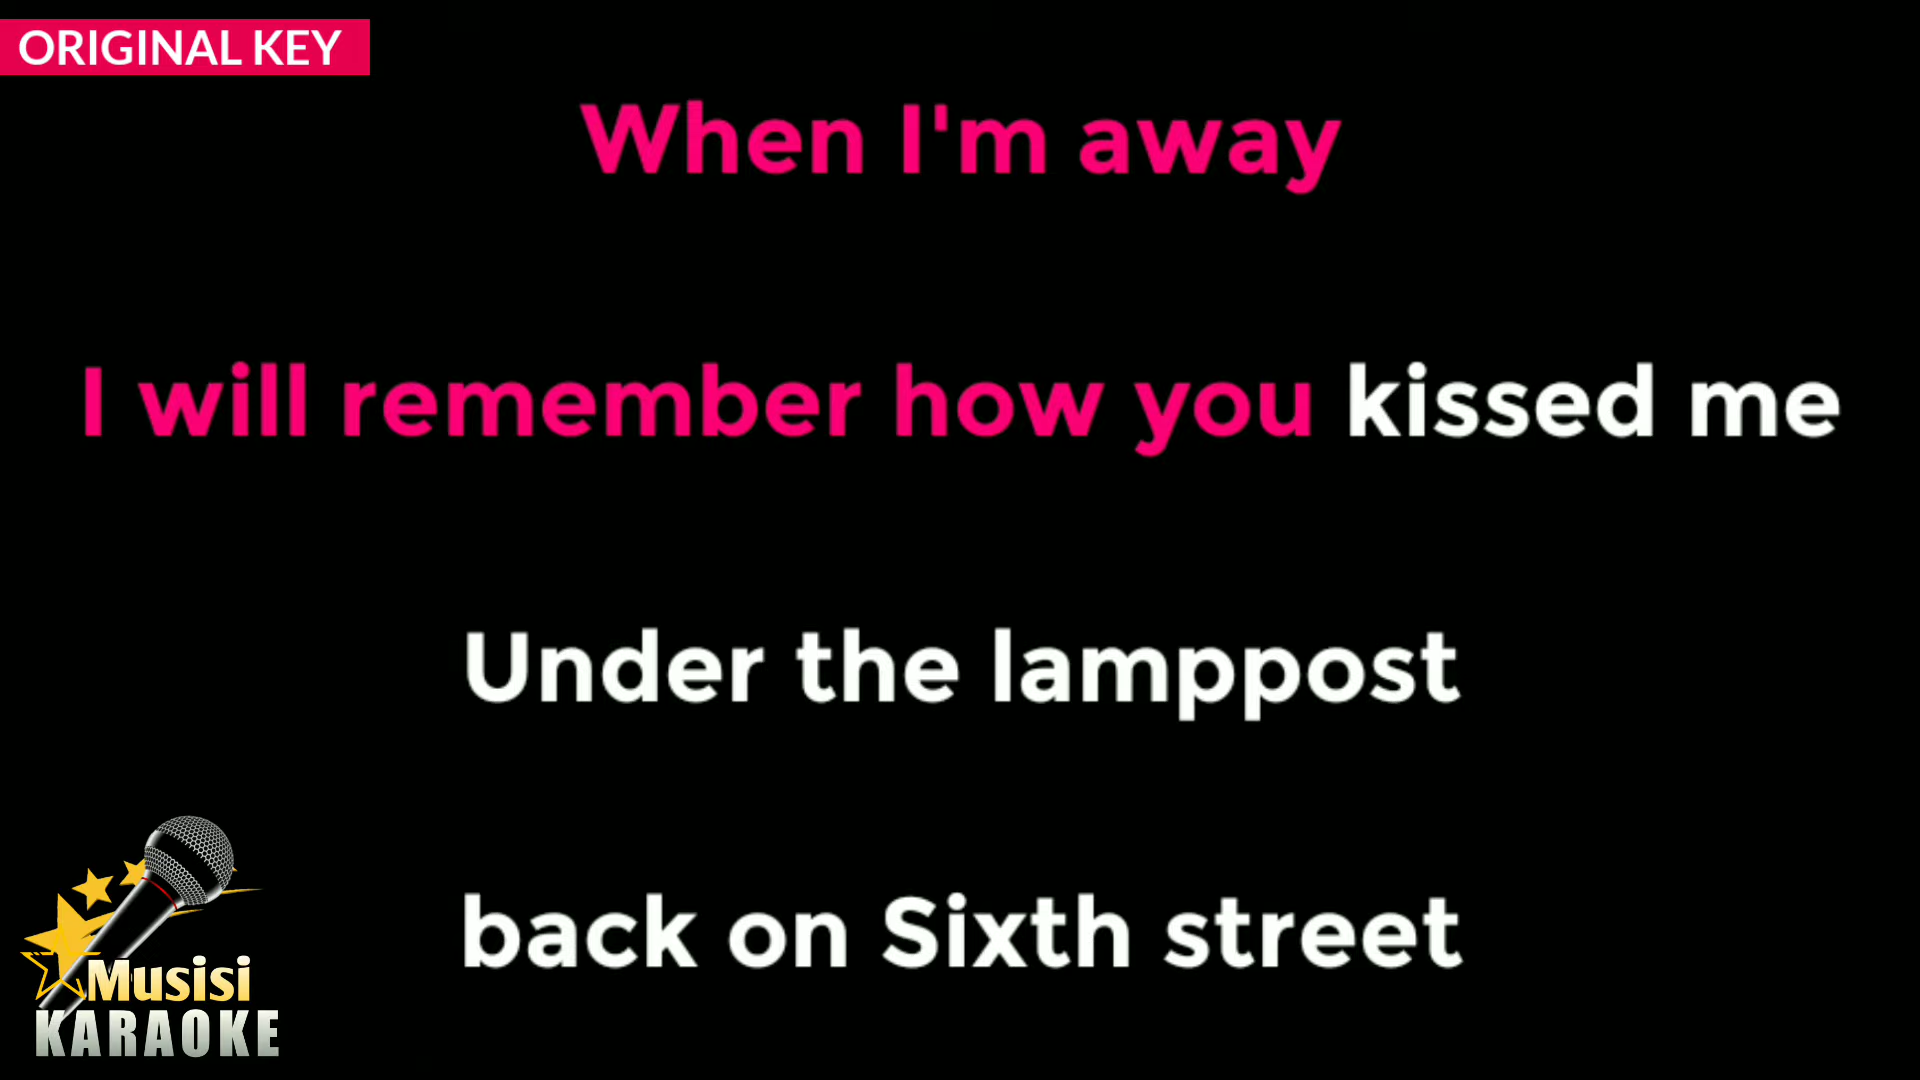 ORIGINAL KEY
When I'm away
I will remember how you kissed me
Under the lamppost
back on Sixth street
Musisi
KARAOKE